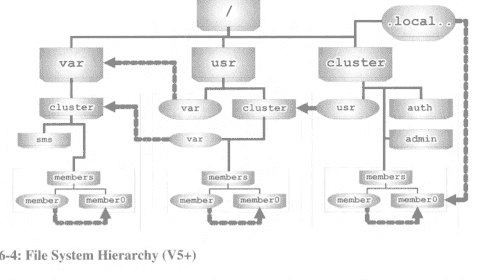 /
.local..
var
usr
cluster
cluster
var
cluster
usr
auth
sms
var
admin
members
members
members
member
member0
member
member0
member
member0
6-4: File System Hierarchy (V5+)